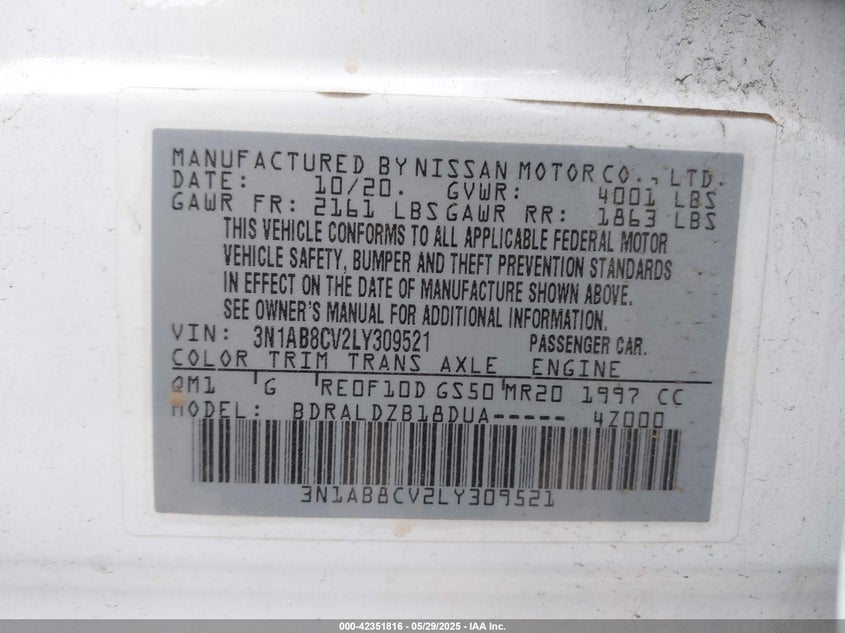 MANUFACTURED BY NISSAN MOTOR CO., LTD.
DATE: 10/20. GVWR: 4001 LBS
GAWR FR: 2161 LBS GAWR RR: 1863 LBS
THIS VEHICLE CONFORMS TO ALL APPLICABLE FEDERAL MOTOR
VEHICLE SAFETY, BUMPER AND THEFT PREVENTION STANDARDS
IN EFFECT ON THE DATE OF MANUFACTURE SHOWN ABOVE.
SEE OWNER'S MANUAL FOR ADDITIONAL INFORMATION.
VIN: 3N1AB8CV2LY309521 PASSENGER CAR.
COLOR TRIM TRANS AXLE ENGINE
QM1 G RE0F10D GS50 MR20 1997 CC
MODEL: BDRALDZB18DUA----- 4Z000
3N1AB8CV2LY309521
000-42351816 - 05/29/2025 - IAA Inc.